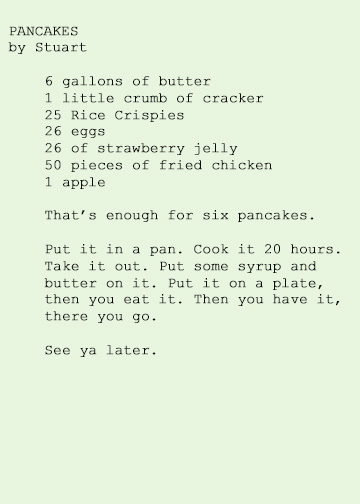 PANCAKES
by Stuart
6 gallons of butter
1 little crumb of cracker
25 Rice Crispies
26 eggs
26 of strawberry jelly
50 pieces of fried chicken
1 apple
That's enough for six pancakes.
Put it in a pan. Cook it 20 hours.
Take it out. Put some syrup and
butter on it. Put it on a plate,
then you eat it. Then you have it,
there you go.
See ya later.